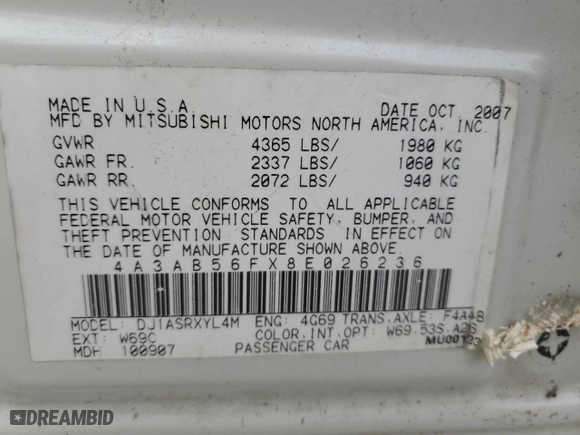 MADE IN U.S.A. DATE OCT. 2007
MFD BY MITSUBISHI MOTORS NORTH AMERICA, INC.
GVWR 4365 LBS/ 1980 KG
GAWR FR. 2337 LBS/ 1060 KG
GAWR RR. 2072 LBS/ 940 KG
THIS VEHICLE CONFORMS TO ALL APPLICABLE
FEDERAL MOTOR VEHICLE SAFETY, BUMPER, AND
THEFT PREVENTION STANDARDS IN EFFECT ON
THE DATE OF MANUFACTURE SHOWN ABOVE.
4A3AB56FX8E026236
MODEL: DJ1ASRXYL4M ENG: 4G69 TRANS.AXLE: F4A4B
EXT: W69C COLOR.INT.OPT: W69.53S.A26
MDH 100907 PASSENGER CAR
DREAMBID